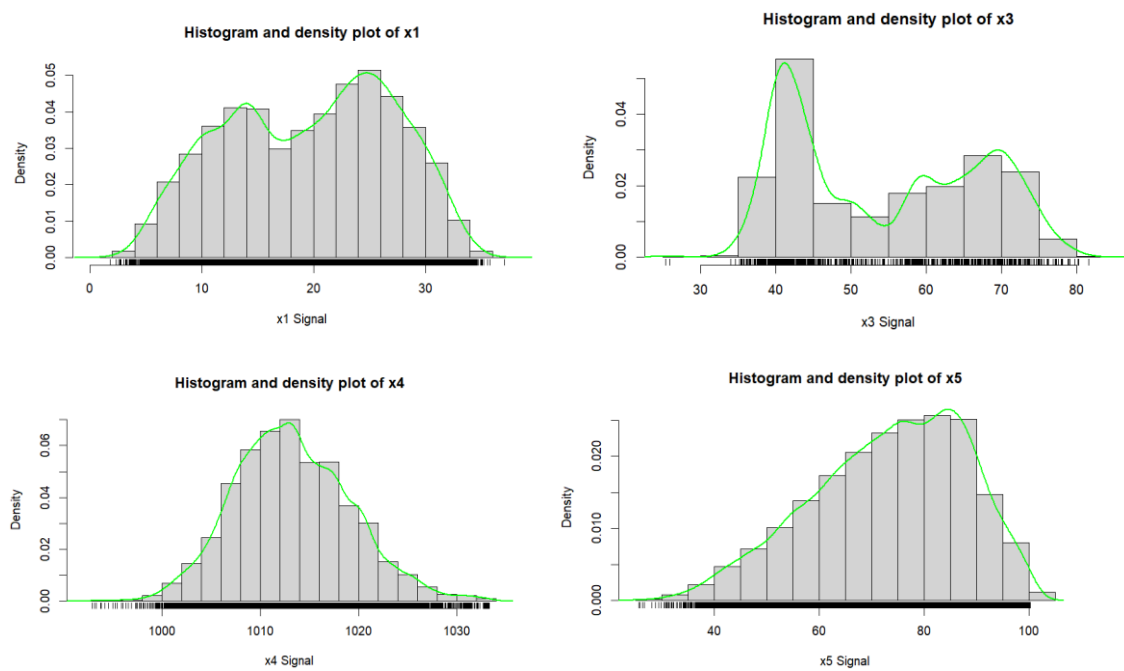 Histogram and density plot of x1
Density
0.00 0.01 0.02 0.03 0.04 0.05
0 10 20 30
x1 Signal
Histogram and density plot of x3
Density
0.00 0.02 0.04
30 40 50 60 70 80
x3 Signal
Histogram and density plot of x4
Density
0.00 0.02 0.04 0.06
1000 1010 1020 1030
x4 Signal
Histogram and density plot of x5
Density
0.000 0.010 0.020
40 60 80 100
x5 Signal